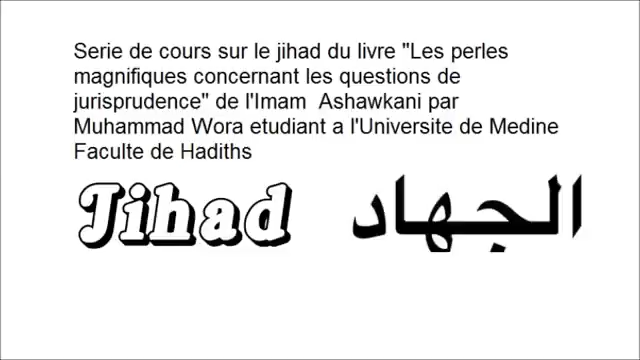 Serie de cours sur le jihad du livre "Les perles
magnifiques concernant les questions de
jurisprudence" de l'Imam  Ashawkani par
Muhammad Wora etudiant a l'Universite de Medine
Faculte de Hadiths
Jihad الجهاد